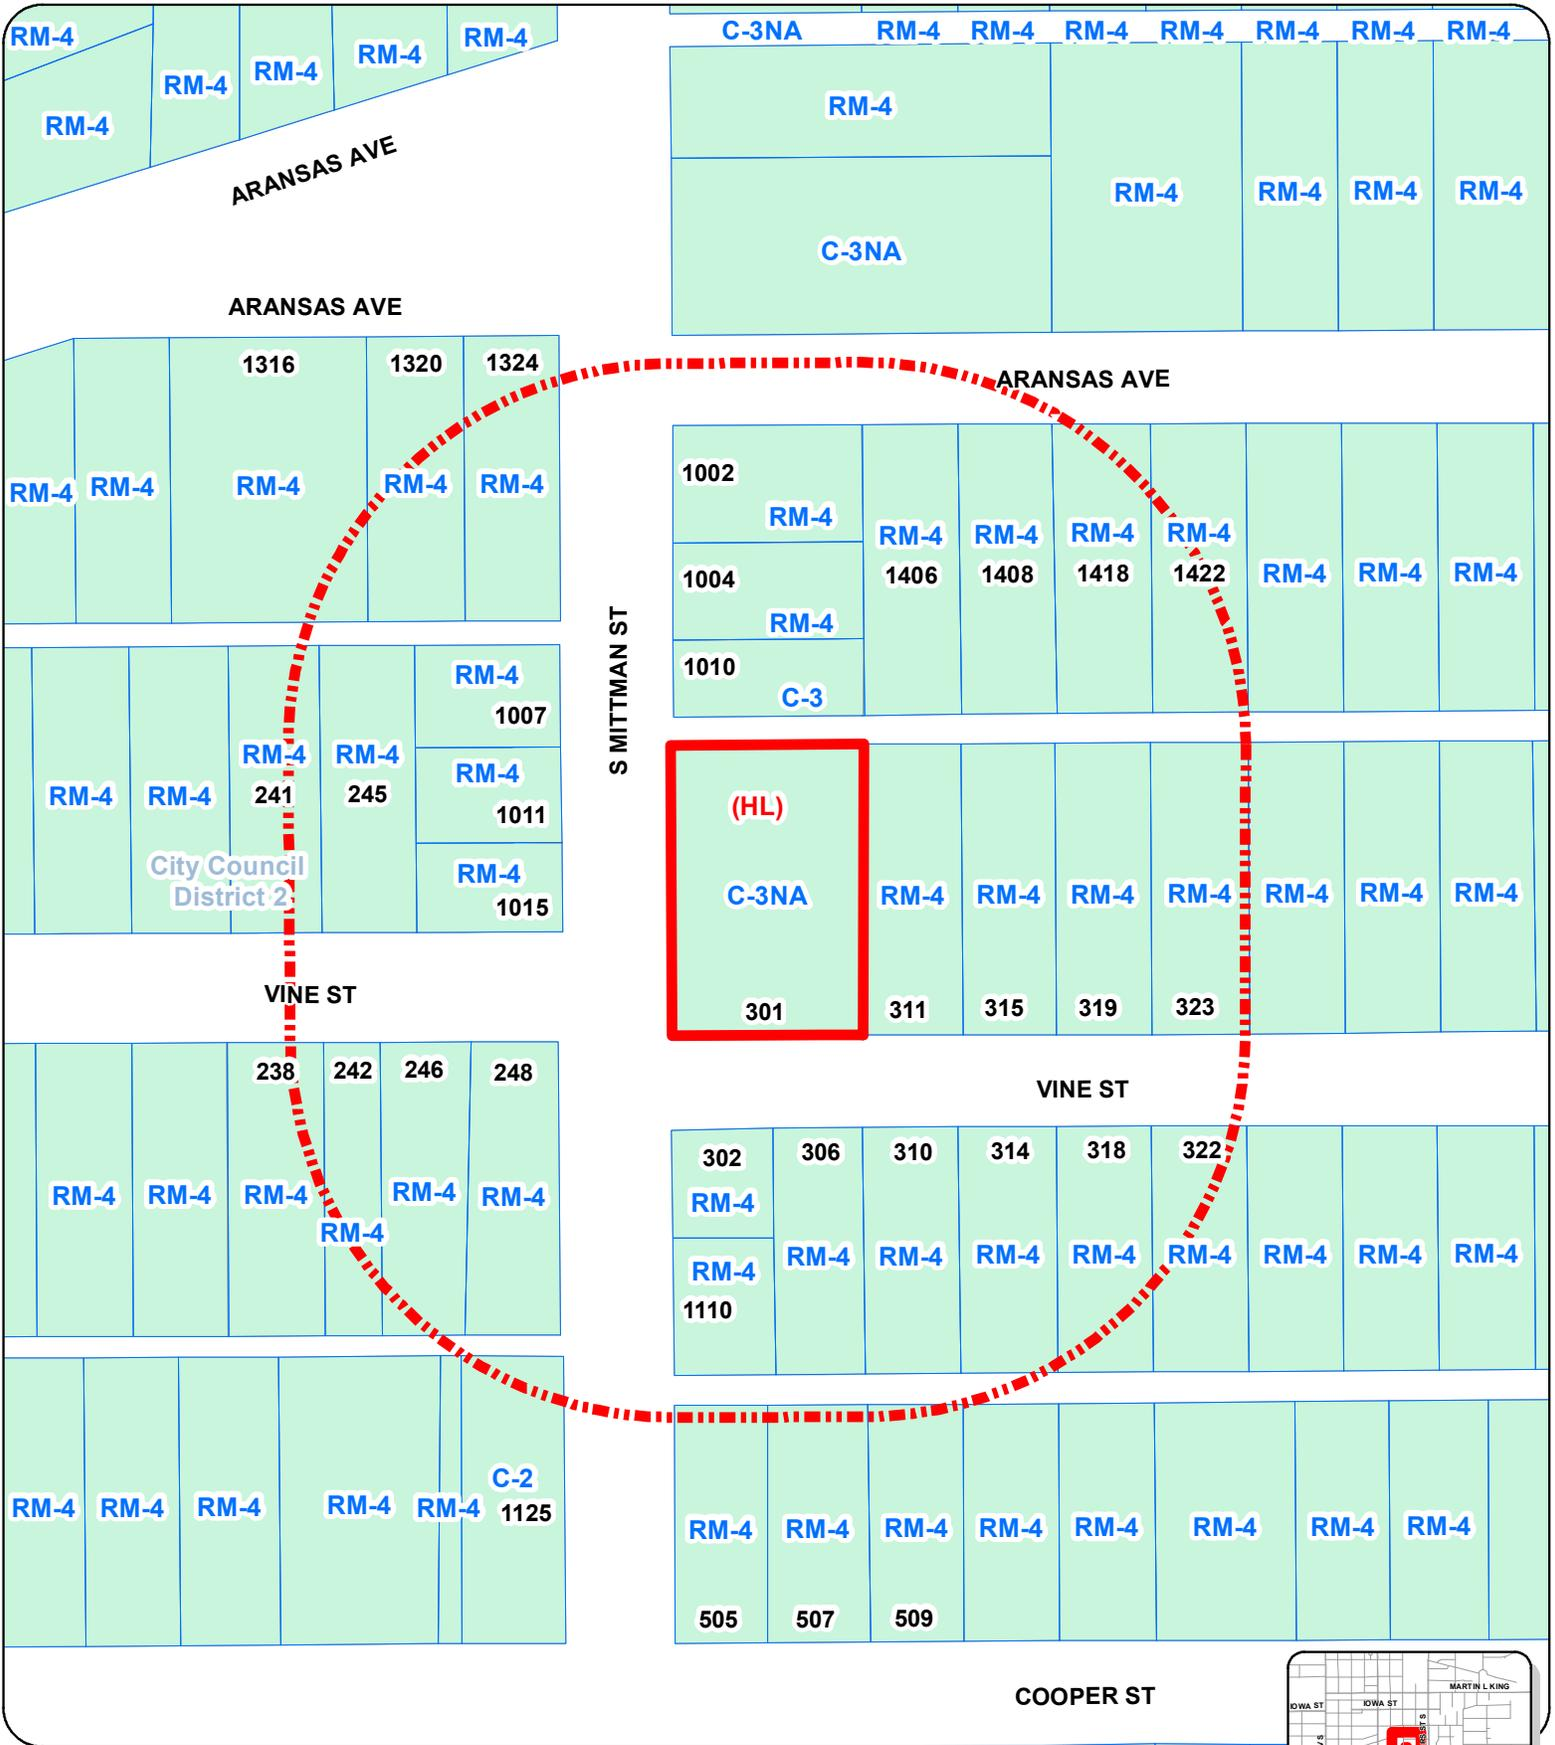 RM-4
C-3NA RM-4 RM-4 RM-4 RM-4 RM-4 RM-4 RM-4
RM-4
RM-4
RM-4
RM-4
RM-4
RM-4
ARANSAS AVE
RM-4 RM-4 RM-4 RM-4
C-3NA
ARANSAS AVE
1316 1320 1324
ARANSAS AVE
RM-4 RM-4 RM-4 RM-4 RM-4
1002
RM-4
1004
RM-4
1010
C-3
RM-4 RM-4 RM-4 RM-4
1406 1408 1418 1422
RM-4 RM-4 RM-4
S MITTMAN ST
RM-4
1007
RM-4 RM-4
RM-4 RM-4 241 245
RM-4
1011
City Council
District 2
RM-4
1015
(HL)
C-3NA
301
RM-4 RM-4 RM-4 RM-4 RM-4 RM-4 RM-4
311 315 319 323
VINE ST
VINE ST
238 242 246 248
RM-4 RM-4 RM-4 RM-4 RM-4
RM-4
302 306 310 314 318 322
RM-4
RM-4
1110
RM-4 RM-4 RM-4 RM-4 RM-4 RM-4 RM-4 RM-4
C-2
1125
RM-4 RM-4 RM-4 RM-4 RM-4
RM-4 RM-4 RM-4 RM-4 RM-4 RM-4 RM-4 RM-4
505 507 509
COOPER ST
MARTIN L KING
IOWA ST IOWA ST